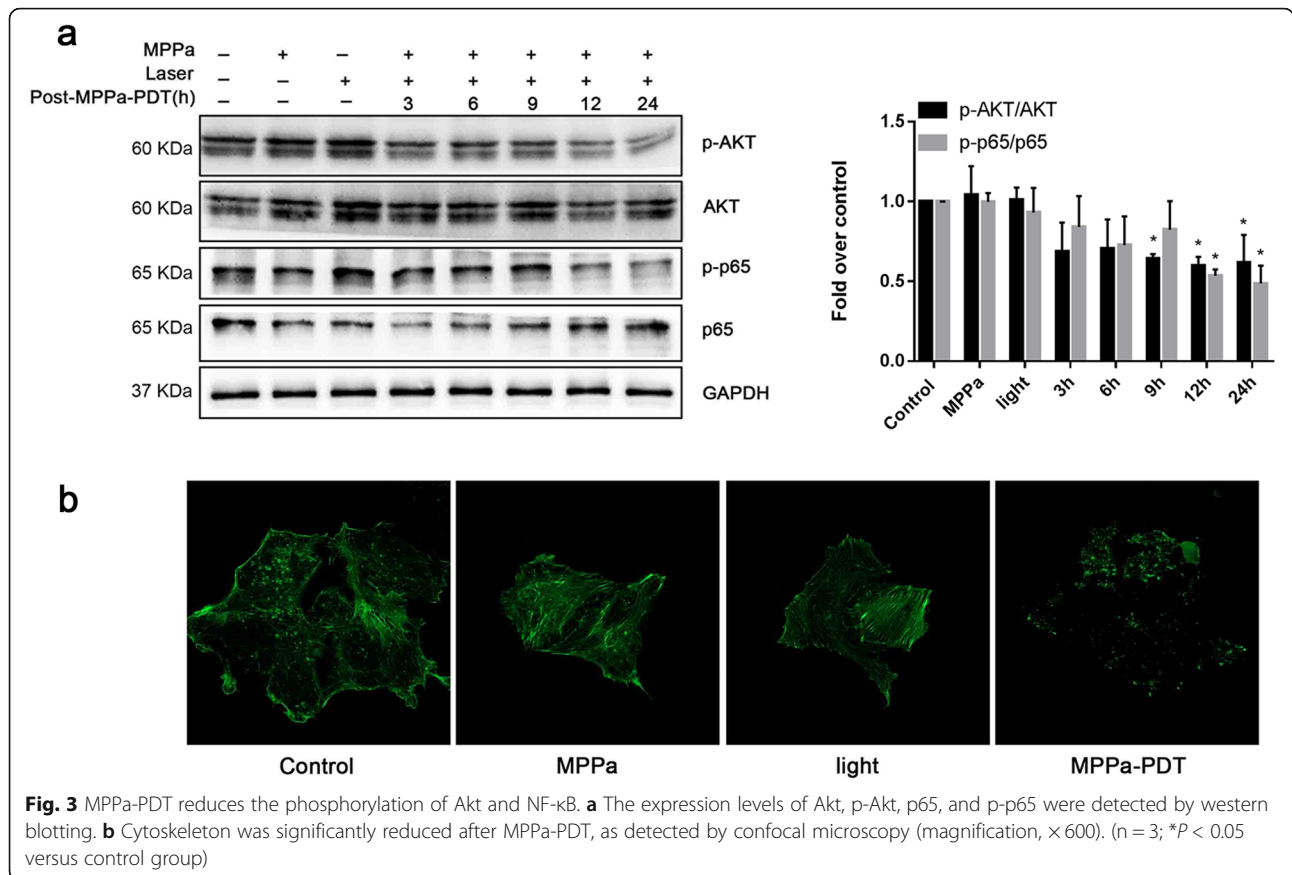 a
MPPa – + – + + + + +
Laser – – + + + + + +
Post-MPPa-PDT(h) – – – 3 6 9 12 24
60 KDa p-AKT
60 KDa AKT
65 KDa p-p65
65 KDa p65
37 KDa GAPDH
p-AKT/AKT
p-p65/p65
Fold over control
1.5
1.0
0.5
0.0
* * * * *
Control MPPa light 3h 6h 9h 12h 24h
b
Control MPPa light MPPa-PDT
Fig. 3 MPPa-PDT reduces the phosphorylation of Akt and NF-κB. a The expression levels of Akt, p-Akt, p65, and p-p65 were detected by western
blotting. b Cytoskeleton was significantly reduced after MPPa-PDT, as detected by confocal microscopy (magnification, × 600). (n = 3; *P < 0.05
versus control group)